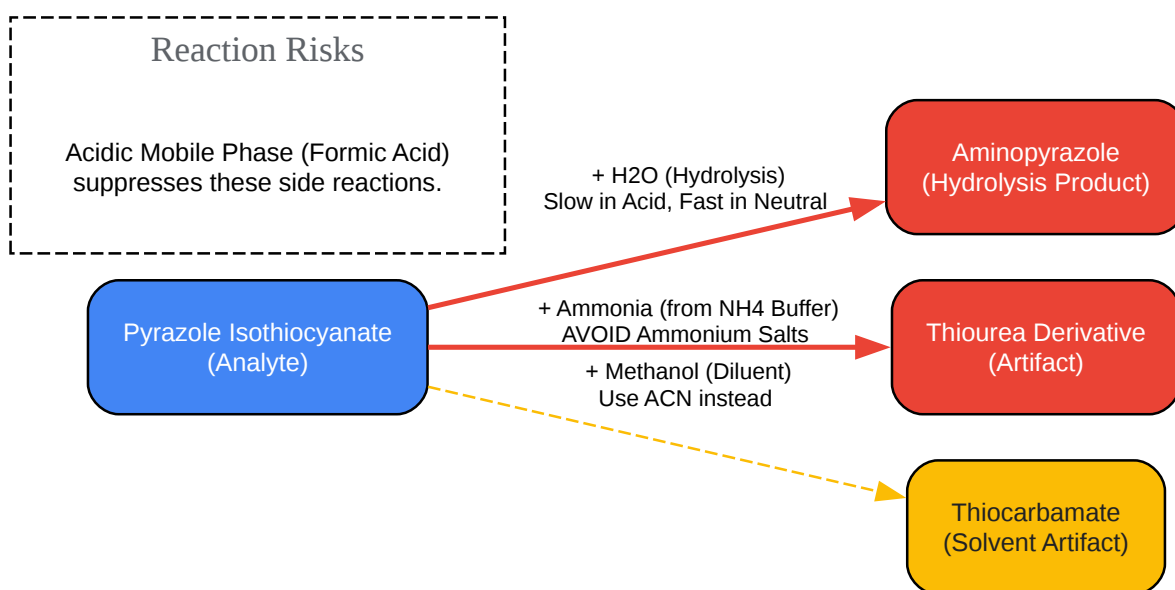 Reaction Risks
Acidic Mobile Phase (Formic Acid)
suppresses these side reactions.
Pyrazole Isothiocyanate
(Analyte)
+ H2O (Hydrolysis)
Slow in Acid, Fast in Neutral
Aminopyrazole
(Hydrolysis Product)
+ Ammonia (from NH4 Buffer)
AVOID Ammonium Salts
Thiourea Derivative
(Artifact)
+ Methanol (Diluent)
Use ACN instead
Thiocarbamate
(Solvent Artifact)